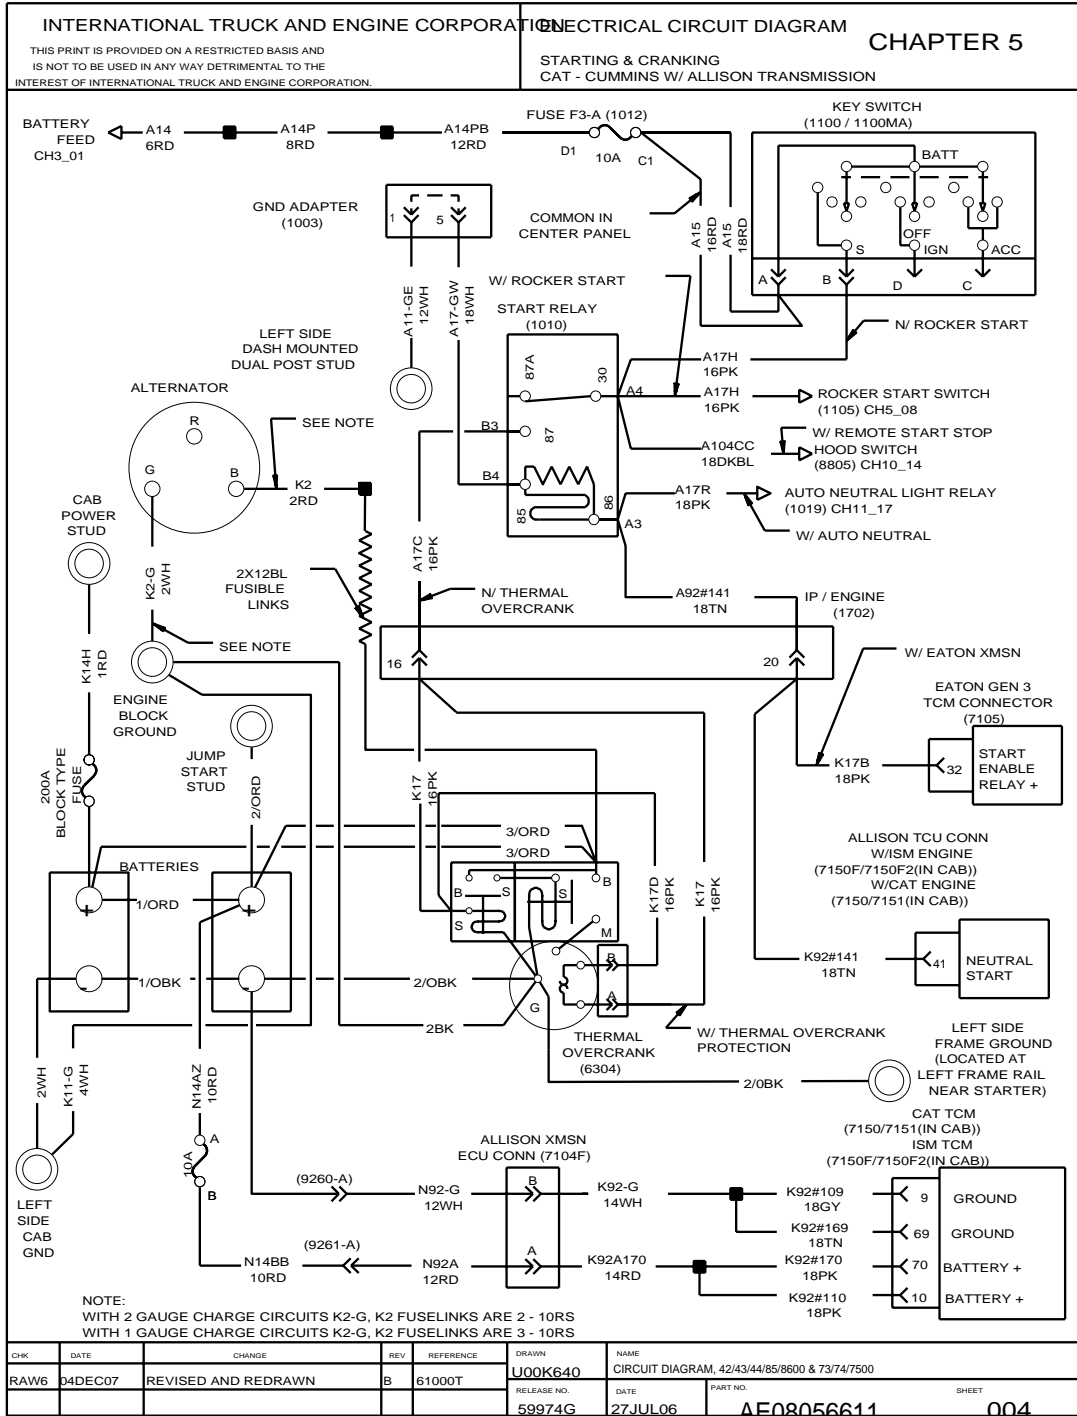 INTERNATIONAL TRUCK AND ENGINE CORPORATION
THIS PRINT IS PROVIDED ON A RESTRICTED BASIS AND
IS NOT TO BE USED IN ANY WAY DETRIMENTAL TO THE
INTEREST OF INTERNATIONAL TRUCK AND ENGINE CORPORATION.
ELECTRICAL CIRCUIT DIAGRAM
CHAPTER 5
STARTING & CRANKING
CAT - CUMMINS W/ ALLISON TRANSMISSION
BATTERY
FEED
CH3_01
A14
6RD
A14P
8RD
A14PB
12RD
FUSE F3-A (1012)
D1
10A
C1
KEY SWITCH
(1100 / 1100MA)
BATT
OFF
S
IGN
ACC
A
B
D
C
GND ADAPTER
(1003)
1
5
COMMON IN
CENTER PANEL
A15
16RD
A15
18RD
A11-GE
12WH
A17-GW
18WH
W/ ROCKER START
START RELAY
(1010)
N/ ROCKER START
LEFT SIDE
DASH MOUNTED
DUAL POST STUD
87A
30
A4
87
B3
B4
85
86
A3
A17H
16PK
A17H
16PK
ROCKER START SWITCH
(1105) CH5_08
W/ REMOTE START STOP
A104CC
18DKBL
HOOD SWITCH
(8805) CH10_14
A17R
18PK
AUTO NEUTRAL LIGHT RELAY
(1019) CH11_17
W/ AUTO NEUTRAL
ALTERNATOR
R
G
B
SEE NOTE
K2
2RD
CAB
POWER
STUD
K2-G
2WH
2X12BL
FUSIBLE
LINKS
A17C
16PK
N/ THERMAL
OVERCRANK
A92#141
18TN
IP / ENGINE
(1702)
16
20
W/ EATON XMSN
SEE NOTE
K14H
1RD
ENGINE
BLOCK
GROUND
EATON GEN 3
TCM CONNECTOR
(7105)
JUMP
START
STUD
200A
BLOCK TYPE
FUSE
2/ORD
K17
16PK
K17B
18PK
32
START
ENABLE
RELAY +
3/ORD
3/ORD
BATTERIES
ALLISON TCU CONN
W/ISM ENGINE
(7150F/7150F2(IN CAB))
W/CAT ENGINE
(7150/7151(IN CAB))
B
S
S
B
S
M
K17D
16PK
K17
16PK
1/ORD
+
+
K92#141
18TN
41
NEUTRAL
START
1/OBK
-
-
2/OBK
B
A
G
2BK
THERMAL
OVERCRANK
(6304)
W/ THERMAL OVERCRANK
PROTECTION
2/0BK
LEFT SIDE
FRAME GROUND
(LOCATED AT
LEFT FRAME RAIL
NEAR STARTER)
2WH
K11-G
4WH
N14AZ
10RD
A
10A
B
LEFT
SIDE
CAB
GND
CAT TCM
(7150/7151(IN CAB))
ISM TCM
(7150F/7150F2(IN CAB))
ALLISON XMSN
ECU CONN (7104F)
(9260-A)
N92-G
12WH
B
K92-G
14WH
K92#109
18GY
9
GROUND
K92#169
18TN
69
GROUND
(9261-A)
N14BB
10RD
N92A
12RD
A
K92A170
14RD
K92#170
18PK
70
BATTERY +
K92#110
18PK
10
BATTERY +
NOTE:
WITH 2 GAUGE CHARGE CIRCUITS K2-G, K2 FUSELINKS ARE 2 - 10RS
WITH 1 GAUGE CHARGE CIRCUITS K2-G, K2 FUSELINKS ARE 3 - 10RS
CHK
DATE
CHANGE
REV
REFERENCE
RAW6
04DEC07
REVISED AND REDRAWN
B
61000T
DRAWN
U00K640
NAME
CIRCUIT DIAGRAM, 42/43/44/85/8600 & 73/74/7500
RELEASE NO.
59974G
DATE
27JUL06
PART NO.
AE08056611
SHEET
004